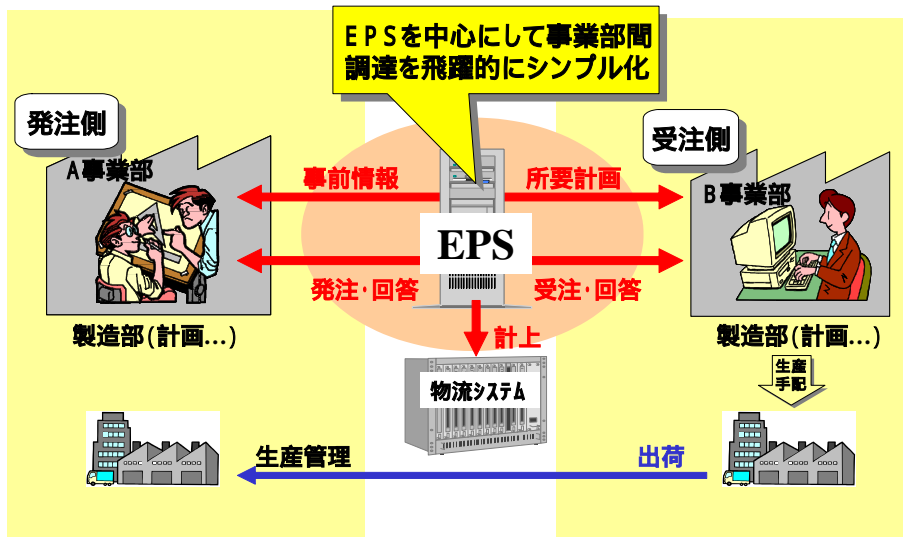 EPSを中心にして事業部間
調達を飛躍的にシンプル化
発注側
受注側
A事業部
B事業部
事前情報
所要計画
EPS
発注・回答
受注・回答
製造部(計画…)
計上
製造部(計画…)
物流システム
生産
手配
生産管理
出荷